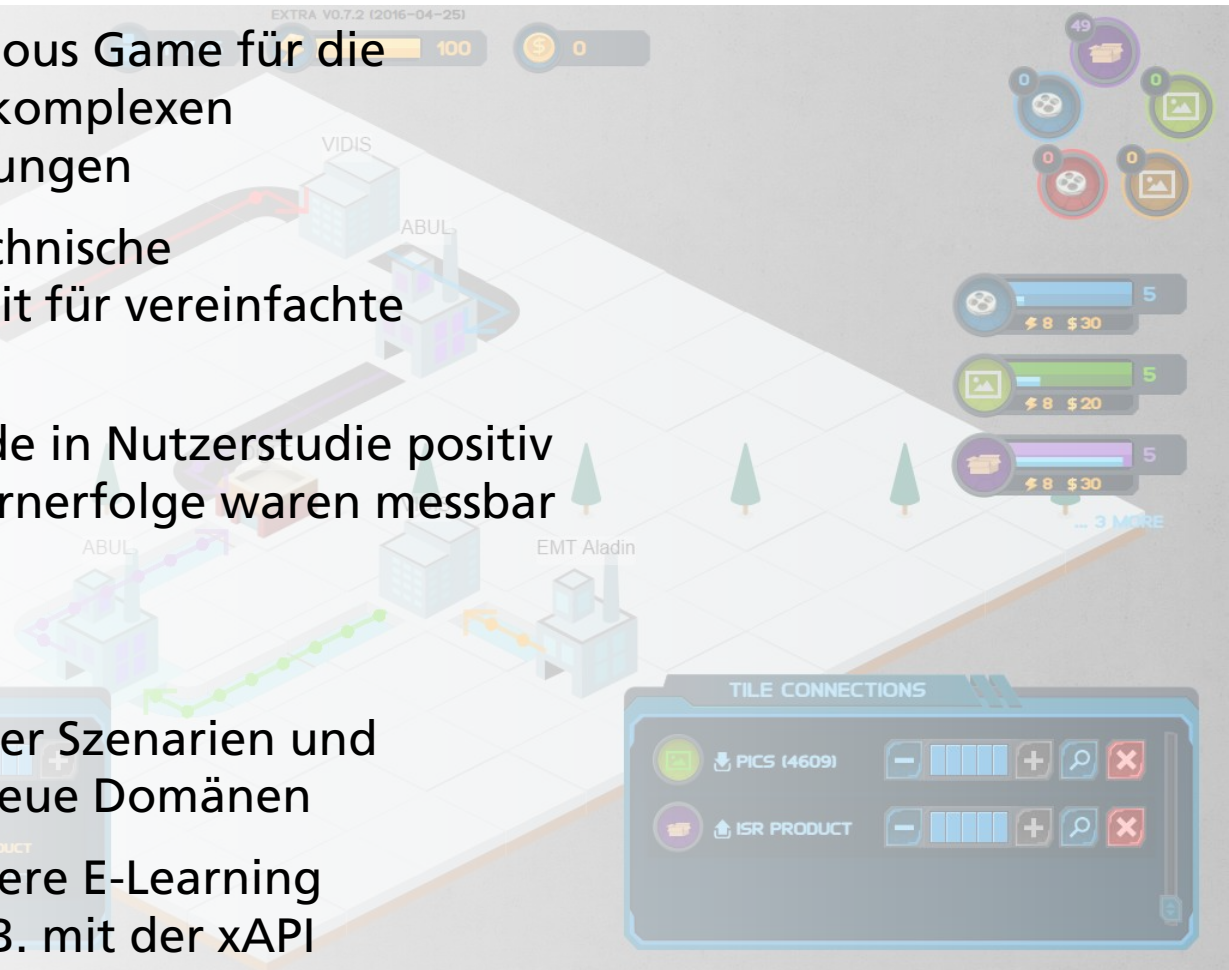 EXTRA V0.7.2 (2016-04-25)
100
0
ous Game für die
komplexen
ungen
chnische
it für vereinfachte
de in Nutzerstudie positiv
rnerfolge waren messbar
er Szenarien und
eue Domänen
ere E-Learning
B. mit der xAPI
VIDIS
ABUL
ABUL
EMT Aladin
49
0
0
0
0
5
8 $30
5
8 $20
5
8 $30
... 3 MORE
TILE CONNECTIONS
PICS (4609)
ISR PRODUCT